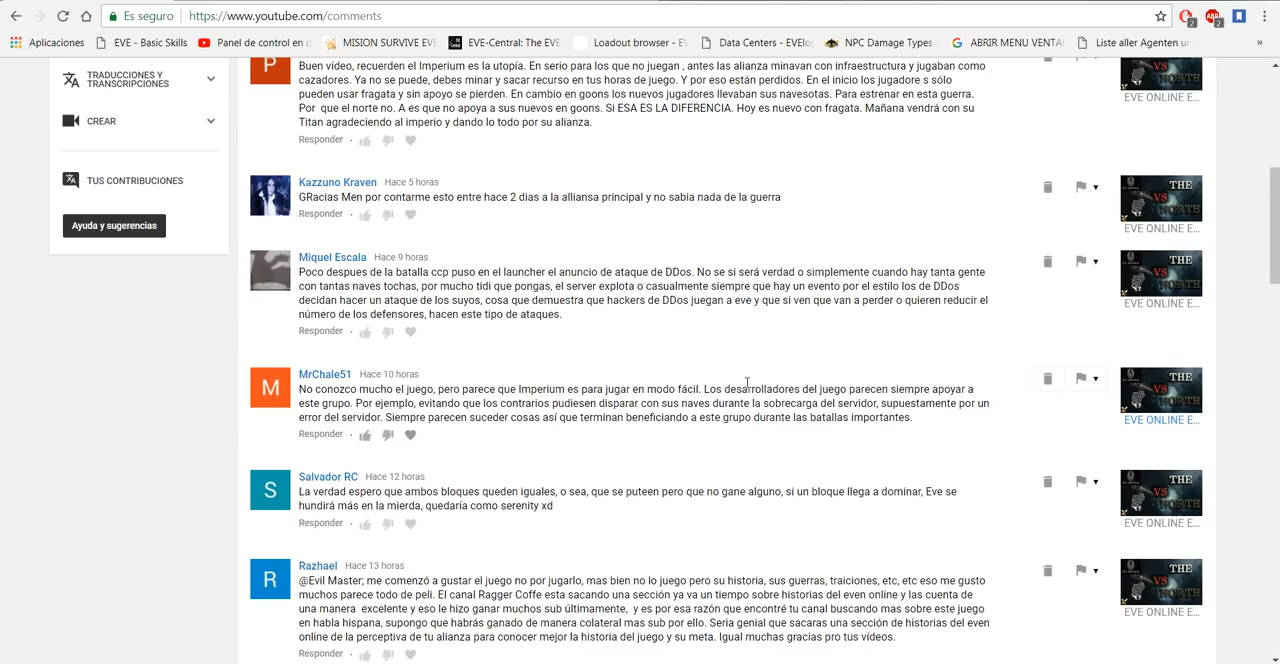 Es seguro https://www.youtube.com/comments
Aplicaciones EVE - Basic Skills Panel de control en MISION SURVIVE EVE EVE-Central: The EVE Loadout browser - EV Data Centers - EVElop NPC Damage Types - ABRIR MENU VENTA Liste aller Agenten un »
TRADUCCIONES Y
TRANSCRIPCIONES
CREAR
TUS CONTRIBUCIONES
Ayuda y sugerencias
P
Buen vídeo, recuerden el Imperium es la utopía. En serio para los que no juegan , antes las alianza minavan con infraestructura y jugaban como
cazadores. Ya no se puede, debes minar y sacar recurso en tus horas de juego. Y por eso están perdidos. En el inicio los jugadore s sólo
pueden usar fragata y sin apoyo no serás grande. En cambio en goons los nuevos jugadores llevaban sus navesotas. Para estrenar en esta guerra.
Por que el norte no. A es tren armas sus nuevos en goons. Si ESA ES LA DIFERENCIA. Hoy es nuevo con fragata. Mañana vendrá con su
Titan agradeciendo al imperio y dando lo todo por su alianza.
Responder
EVE ONLINE E...
Kazzuno Kraven Hace 5 horas
GRacias Men por contarme esto entre hace 2 dias a la alliansa principal y no sabia nada de la guerra
Responder
THE
VS
NORTH
EVE ONLINE E...
Miquel Escala Hace 9 horas
Poco despues de la batalla ccp puso en el launcher el anuncio de ataque de DDos. No se si será verdad o simplemente cuando hay tanta gente
con tantas naves tochas, por mucho tidi que pongas, el server explota o casualmente siempre que hay un evento por el estilo los de DDos
decidan hacer un ataque de los suyos, cosa que demuestra que hackers de DDos juegan a eve y que si ven que van a perder o quieren reducir el
número de los defensores, hacen este tipo de ataques.
Responder
THE
VS
NORTH
EVE ONLINE E...
M
MrChale51 Hace 10 horas
No conozco mucho el juego, pero parece que Imperium es para jugar en modo fácil. Los desarrolladores del juego parecen siempre apoyar a
este grupo. Por ejemplo, evitando que los contrarios pudiesen disparar con sus naves durante la sobrecarga del servidor, supuestamente por un
error del servidor. Siempre parecen suceder cosas así que terminan beneficiando a este grupo durante las batallas importantes.
Responder
THE
VS
NORTH
EVE ONLINE E...
S
Salvador RC Hace 12 horas
La verdad espero que ambos bloques queden iguales, o sea, que se puteen pero que no gane alguno, si un bloque llega a dominar, Eve se
hundirá más en la mierda, quedaría como serenity xd
Responder
THE
VS
NORTH
EVE ONLINE E...
R
Razhael Hace 13 horas
@Evil Master; me comenzo a gustar el juego no por jugarlo, mas bien no lo juego pero su historia, sus guerras, traiciones, etc, etc eso me gusto
muchos parece todo de peli. El canal Ragger Coffe esta sacando una sección ya va un tiempo sobre historias del even online y las cuenta de
una manera excelente y eso le hizo ganar muchos sub últimamente, y es por esa razón que encontré tu canal buscando mas sobre este juego
en habla hispana, supongo que habrás ganado de manera colateral mas sub por ello. Seria genial que sacaras una sección de historias del even
online de la perceptiva de tu alianza para conocer mejor la historia del juego y su meta. Igual muchas gracias pro tus vídeos.
Responder
THE
VS
NORTH
EVE ONLINE E...